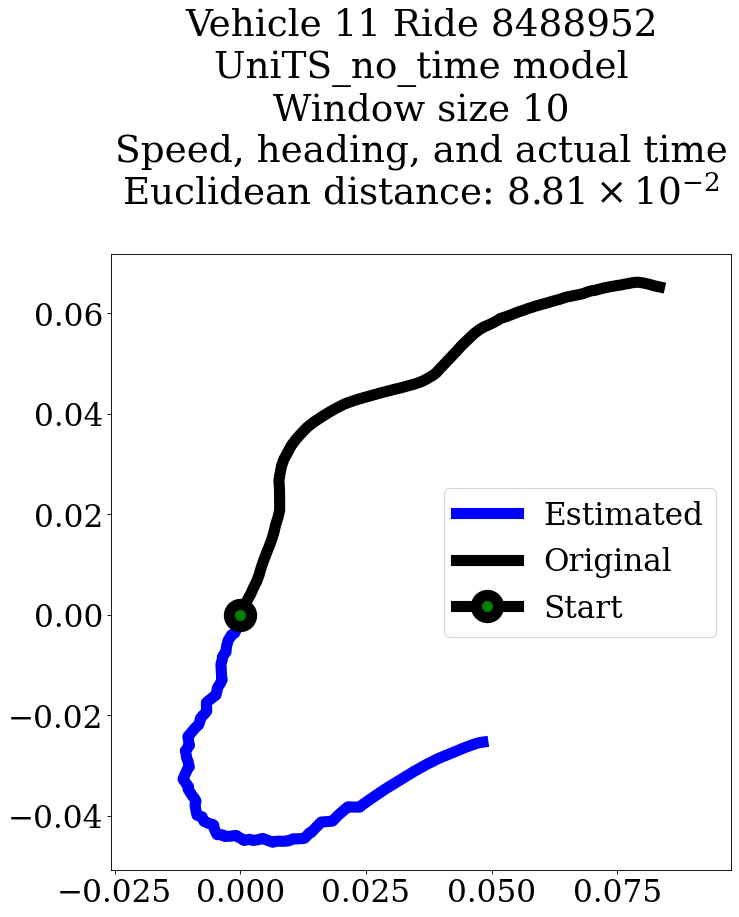 Vehicle 11 Ride 8488952
UniTS_no_time model
Window size 10
Speed, heading, and actual time
Euclidean distance: 8.81 × 10⁻²
0.06
0.04
0.02
0.00
−0.02
−0.04
Estimated
Original
Start
−0.025 0.000 0.025 0.050 0.075